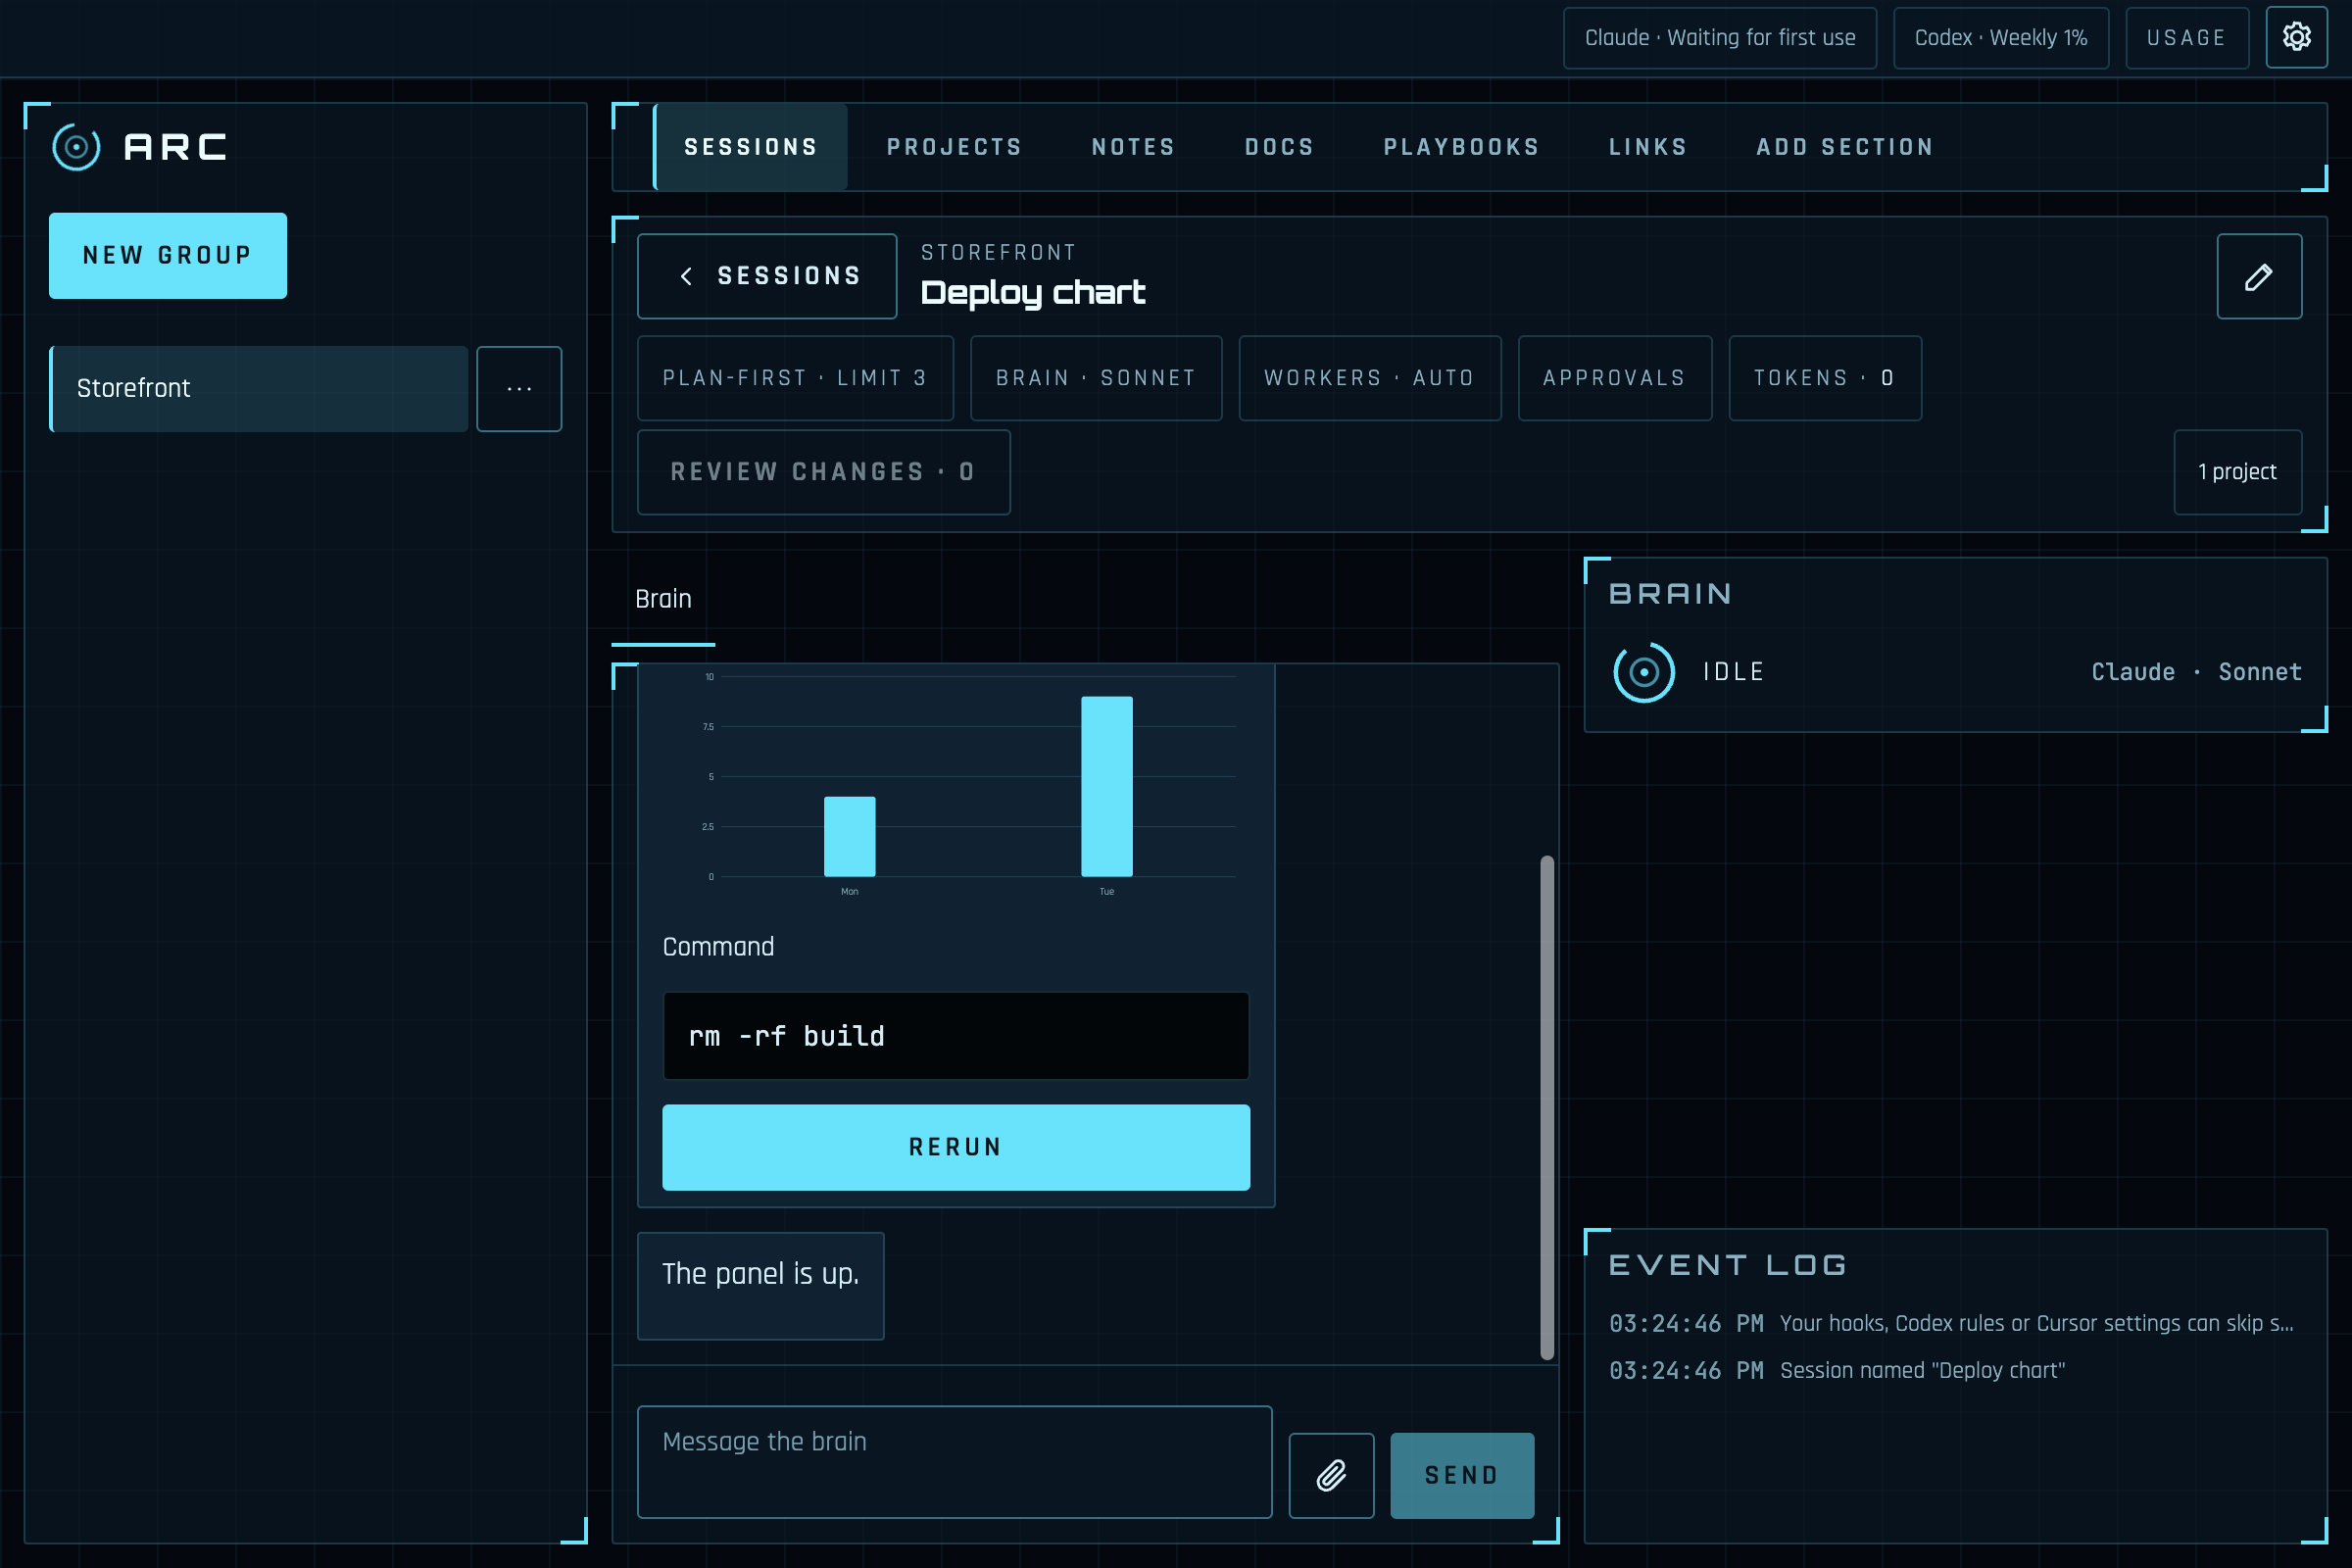 Claude · Waiting for first use
Codex · Weekly 1%
USAGE
ARC
NEW GROUP
Storefront
...
SESSIONS
PROJECTS
NOTES
DOCS
PLAYBOOKS
LINKS
ADD SECTION
SESSIONS
STOREFRONT
Deploy chart
PLAN-FIRST · LIMIT 3
BRAIN · SONNET
WORKERS · AUTO
APPROVALS
TOKENS · 0
REVIEW CHANGES · 0
1 project
Brain
10
7.5
5
2.5
0
Mon
Tue
Command
rm -rf build
RERUN
The panel is up.
Message the brain
SEND
BRAIN
IDLE
Claude · Sonnet
EVENT LOG
03:24:46 PM Your hooks, Codex rules or Cursor settings can skip s...
03:24:46 PM Session named "Deploy chart"